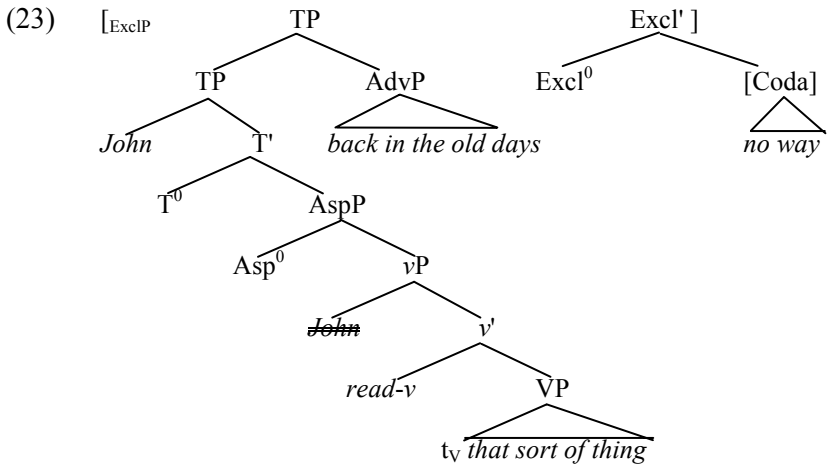 (23) [ExclP TP Excl' ]
TP AdvP Excl⁰ [Coda]
John T' back in the old days no way
T⁰ AspP
Asp⁰ vP
John v'
read-v VP
tV that sort of thing